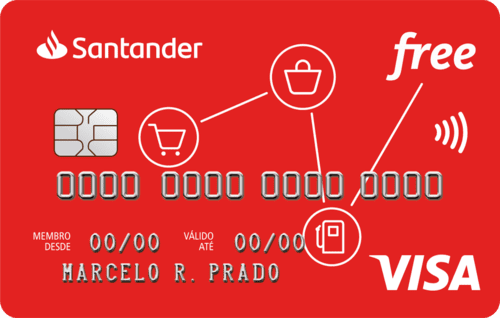 Santander
free
0000 0000 0000 0000
MEMBRO DESDE 00/00 VÁLIDO ATÉ 00/00
MARCELO R. PRADO
VISA